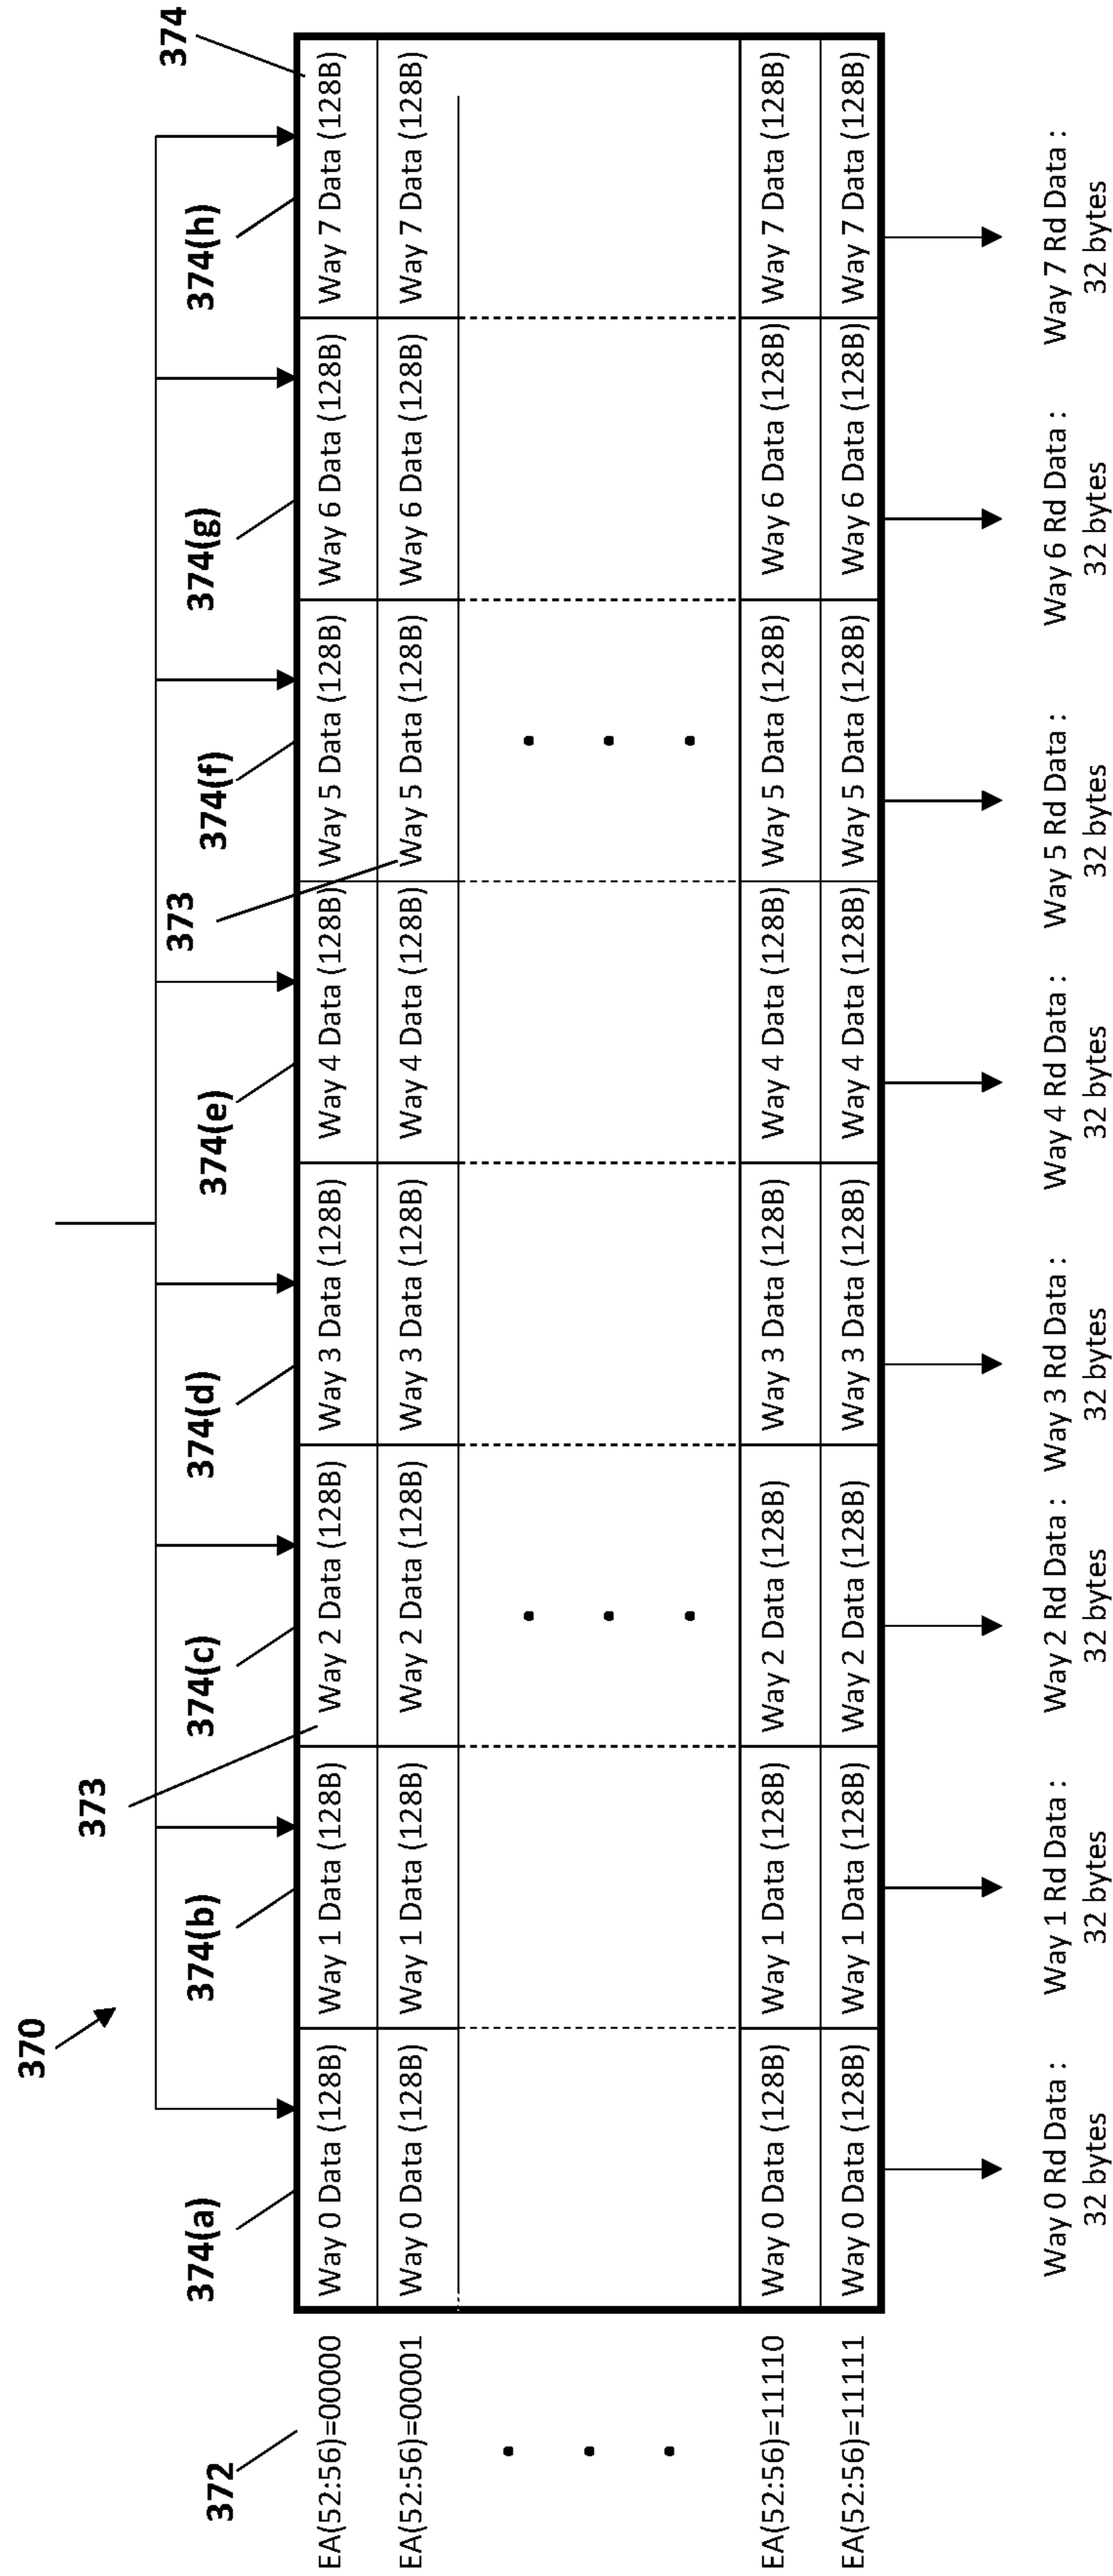 370
373
373
374
374(a) 374(b) 374(c) 374(d) 374(e) 374(f) 374(g) 374(h)
372
EA(52:56)=00000 Way 0 Data (128B) Way 1 Data (128B) Way 2 Data (128B) Way 3 Data (128B) Way 4 Data (128B) Way 5 Data (128B) Way 6 Data (128B) Way 7 Data (128B)
EA(52:56)=00001 Way 0 Data (128B) Way 1 Data (128B) Way 2 Data (128B) Way 3 Data (128B) Way 4 Data (128B) Way 5 Data (128B) Way 6 Data (128B) Way 7 Data (128B)
EA(52:56)=11110 Way 0 Data (128B) Way 1 Data (128B) Way 2 Data (128B) Way 3 Data (128B) Way 4 Data (128B) Way 5 Data (128B) Way 6 Data (128B) Way 7 Data (128B)
EA(52:56)=11111 Way 0 Data (128B) Way 1 Data (128B) Way 2 Data (128B) Way 3 Data (128B) Way 4 Data (128B) Way 5 Data (128B) Way 6 Data (128B) Way 7 Data (128B)
Way 0 Rd Data : Way 1 Rd Data : Way 2 Rd Data : Way 3 Rd Data : Way 4 Rd Data : Way 5 Rd Data : Way 6 Rd Data : Way 7 Rd Data :
32 bytes 32 bytes 32 bytes 32 bytes 32 bytes 32 bytes 32 bytes 32 bytes